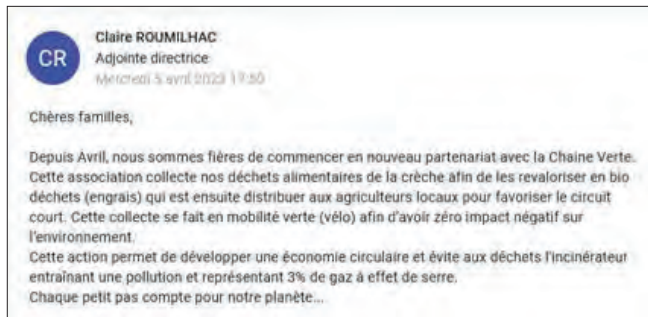 Claire ROUMILHAC
CR
Adjointe directrice
Mercredi 5 avril 2023 17:50
Chères familles,
Depuis Avril, nous sommes fières de commencer en nouveau partenariat avec la Chaine Verte.
Cette association collecte nos déchets alimentaires de la crèche afin de les revaloriser en bio
déchets (engrais) qui est ensuite distribuer aux agriculteurs locaux pour favoriser le circuit
court. Cette collecte se fait en mobilité verte (vélo) afin d'avoir zéro impact négatif sur
l'environnement.
Cette action permet de développer une économie circulaire et évite aux déchets l'incinérateur
entraînant une pollution et représentant 3% de gaz à effet de serre.
Chaque petit pas compte pour notre planète...